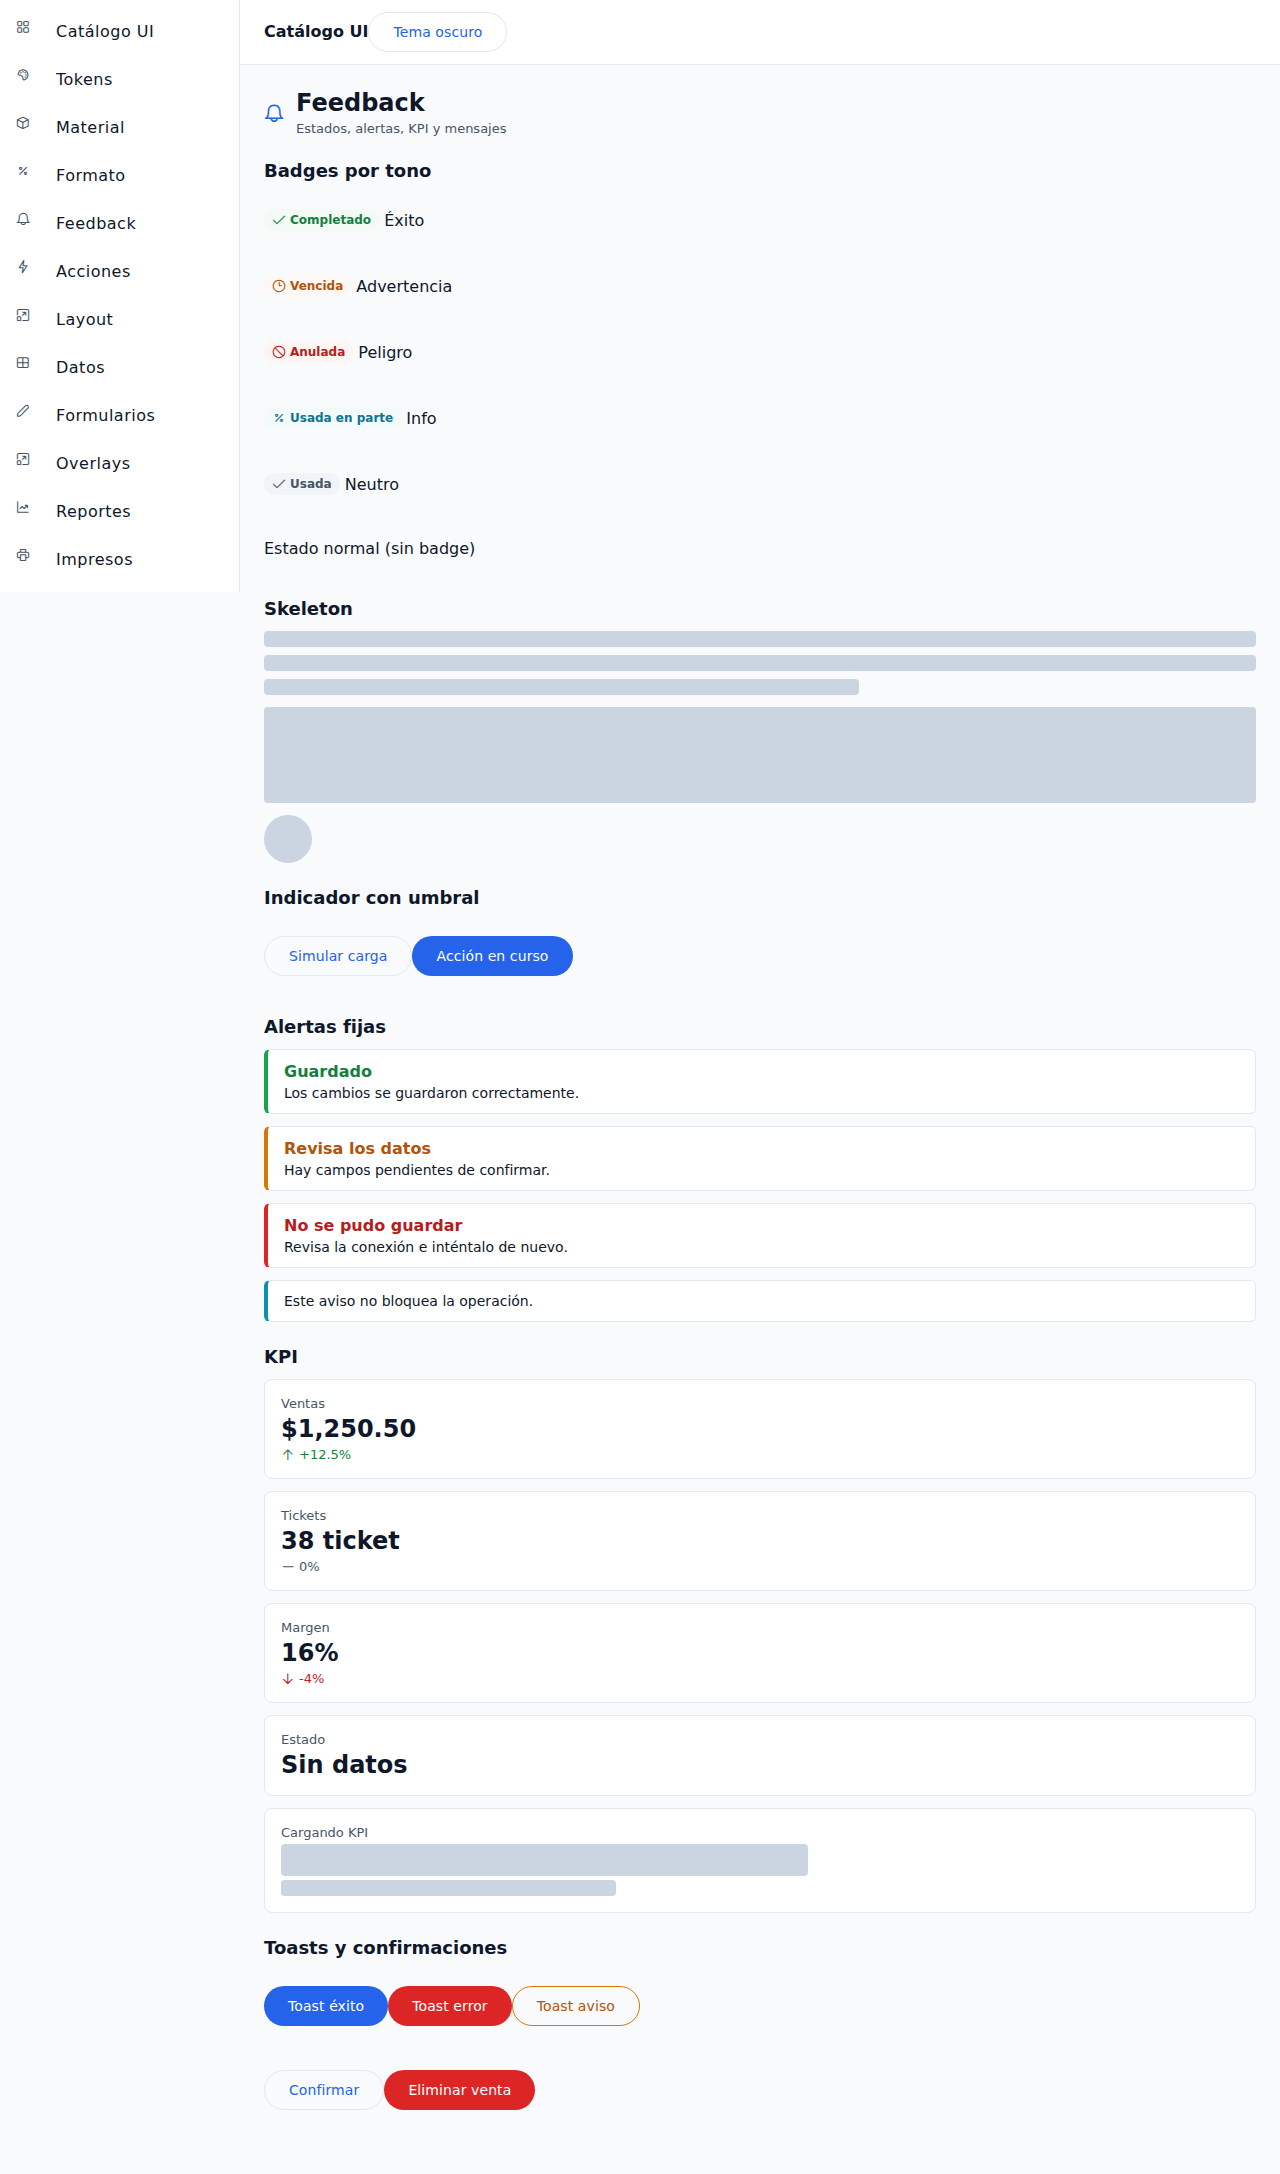 Catálogo UI
Tokens
Material
Formato
Feedback
Acciones
Layout
Datos
Formularios
Overlays
Reportes
Impresos
Catálogo UI
Tema oscuro
Feedback
Estados, alertas, KPI y mensajes
Badges por tono
Completado Éxito
Vencida Advertencia
Anulada Peligro
Usada en parte Info
Usada Neutro
Estado normal (sin badge)
Skeleton
Indicador con umbral
Simular carga
Acción en curso
Alertas fijas
Guardado
Los cambios se guardaron correctamente.
Revisa los datos
Hay campos pendientes de confirmar.
No se pudo guardar
Revisa la conexión e inténtalo de nuevo.
Este aviso no bloquea la operación.
KPI
Ventas
$1,250.50
+12.5%
Tickets
38 ticket
0%
Margen
16%
-4%
Estado
Sin datos
Cargando KPI
Toasts y confirmaciones
Toast éxito
Toast error
Toast aviso
Confirmar
Eliminar venta